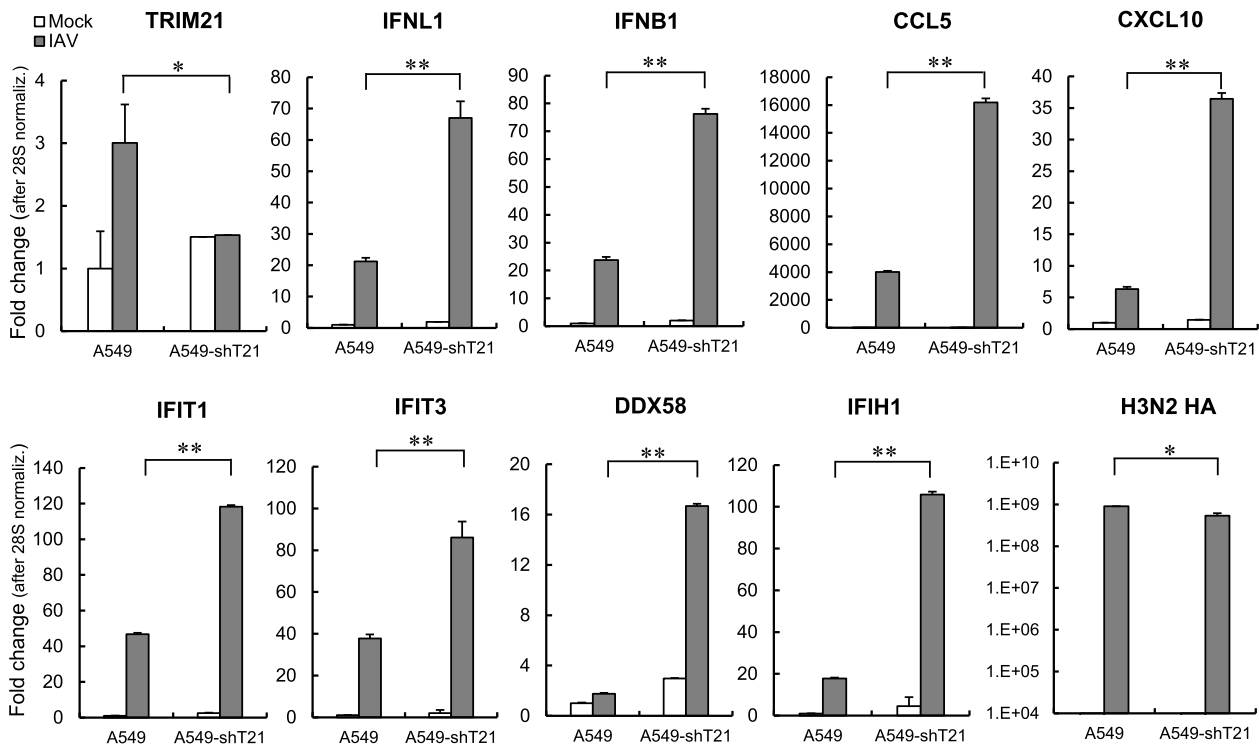 Mock
IAV
TRIM21
IFNL1
IFNB1
CCL5
CXCL10
Fold change (after 28S normaliz.)
*
**
**
**
**
4
3
2
1
0
80
70
60
50
40
30
20
10
0
90
80
70
60
50
40
30
20
10
0
18000
16000
14000
12000
10000
8000
6000
4000
2000
0
40
35
30
25
20
15
10
5
0
A549 A549-shT21
A549 A549-shT21
A549 A549-shT21
A549 A549-shT21
A549 A549-shT21
IFIT1
IFIT3
DDX58
IFIH1
H3N2 HA
Fold change (after 28S normaliz.)
**
**
**
**
*
140
120
100
80
60
40
20
0
120
100
80
60
40
20
0
20
16
12
8
4
0
120
100
80
60
40
20
0
1.E+10
1.E+09
1.E+08
1.E+07
1.E+06
1.E+05
1.E+04
A549 A549-shT21
A549 A549-shT21
A549 A549-shT21
A549 A549-shT21
A549 A549-shT21